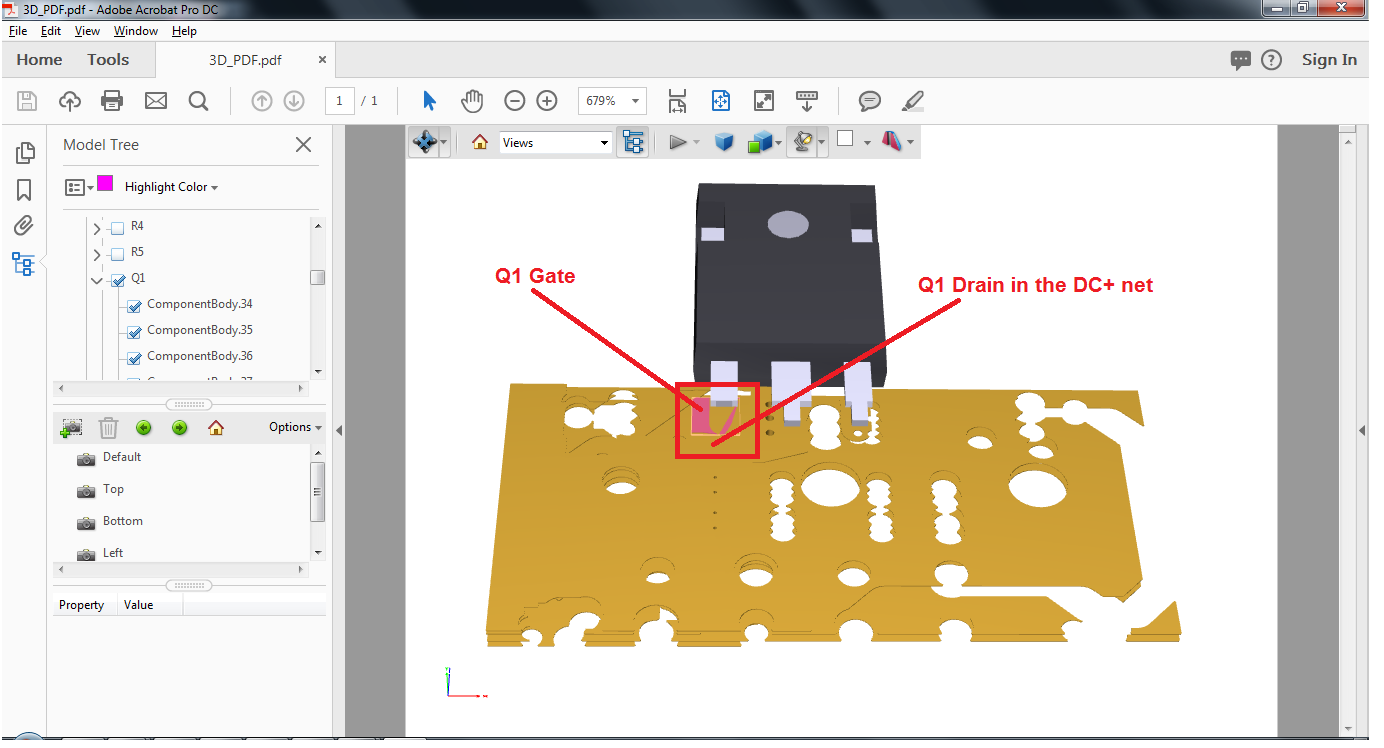 3D_PDF.pdf - Adobe Acrobat Pro DC
File Edit View Window Help
Home Tools 3D_PDF.pdf × Sign In
1 / 1 679%
Model Tree
Views
Highlight Color
R4
R5
Q1
ComponentBody.34
ComponentBody.35
ComponentBody.36
Q1 Gate
Q1 Drain in the DC+ net
Options
Default
Top
Bottom
Left
Property Value